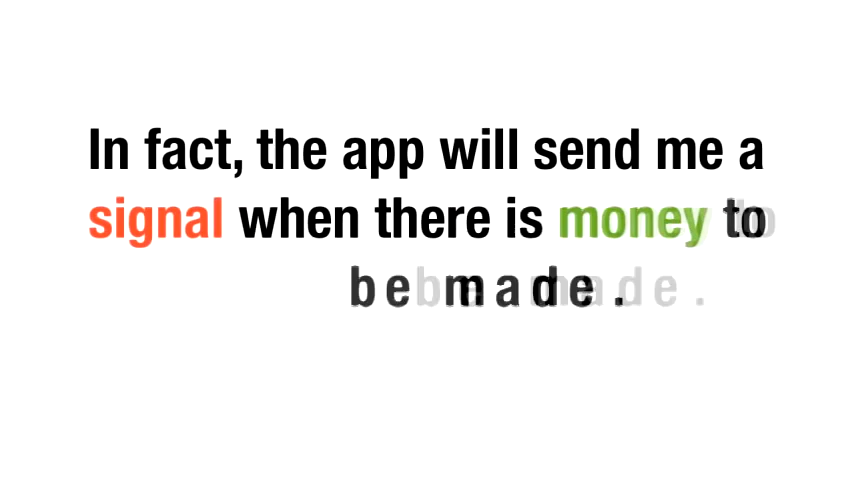 In fact, the app will send me a
signal when there is money to
be made.